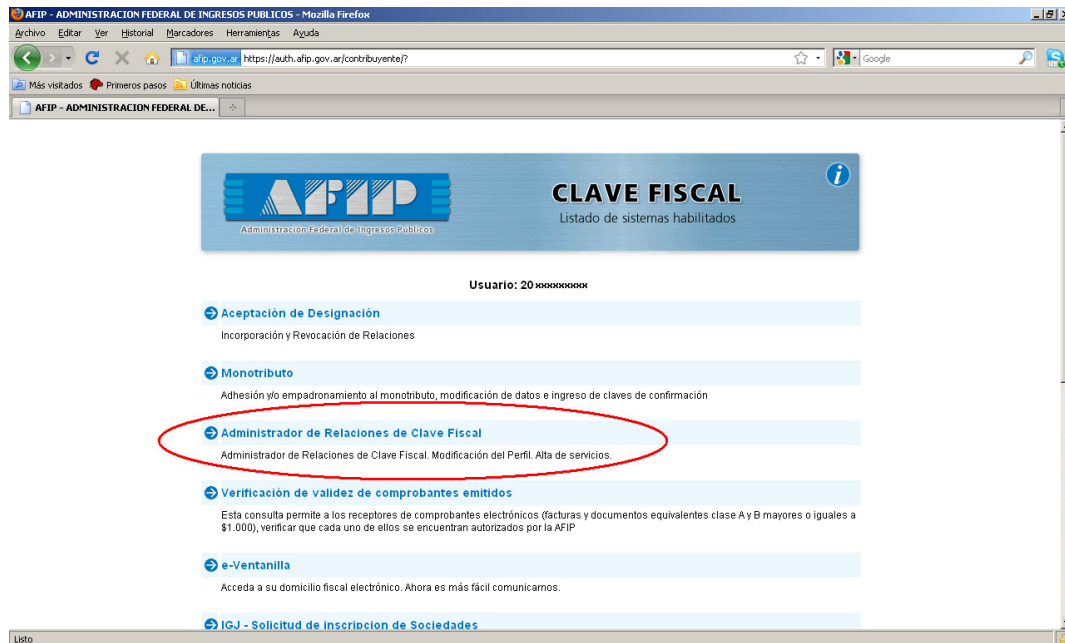 AFIP - ADMINISTRACION FEDERAL DE INGRESOS PUBLICOS - Mozilla Firefox
Archivo Editar Ver Historial Marcadores Herramientas Ayuda
afip.gov.ar https://auth.afip.gov.ar/contribuyente/? Google
Más visitados Primeros pasos Últimas noticias
AFIP - ADMINISTRACION FEDERAL DE...
AFIP
Administracion Federal de Ingresos Publicos
CLAVE FISCAL
Listado de sistemas habilitados
i
Usuario: 20 xxxxxxxxx
Aceptación de Designación
Incorporación y Revocación de Relaciones
Monotributo
Adhesión y/o empadronamiento al monotributo, modificación de datos e ingreso de claves de confirmación
Administrador de Relaciones de Clave Fiscal
Administrador de Relaciones de Clave Fiscal. Modificación del Perfil. Alta de servicios.
Verificación de validez de comprobantes emitidos
Esta consulta permite a los receptores de comprobantes electrónicos (facturas y documentos equivalentes clase A y B mayores o iguales a
$1.000), verificar que cada uno de ellos se encuentran autorizados por la AFIP
e-Ventanilla
Acceda a su domicilio fiscal electrónico. Ahora es más fácil comunicarnos.
IGJ - Solicitud de inscripcion de Sociedades
Listo